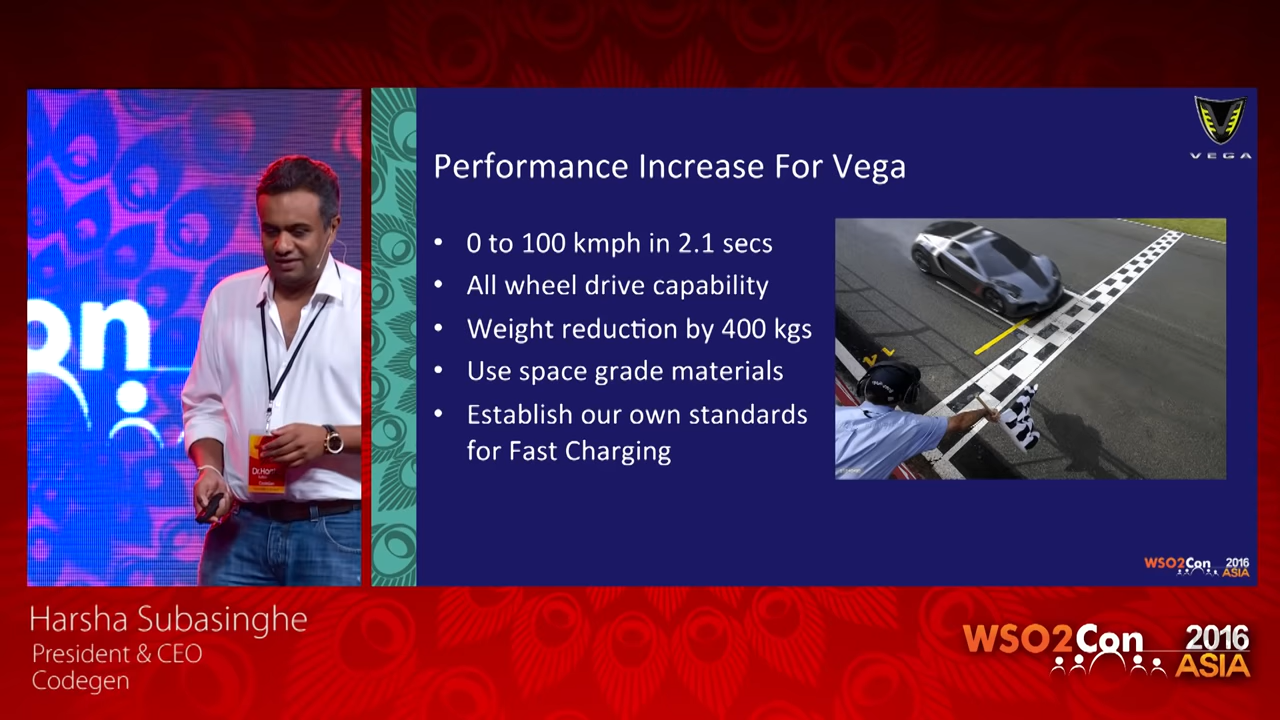 VEGA
Performance Increase For Vega
• 0 to 100 kmph in 2.1 secs
• All wheel drive capability
• Weight reduction by 400 kgs
• Use space grade materials
• Establish our own standards
for Fast Charging
on
WSO2Con 2016
ASIA
Harsha Subasinghe
President & CEO
Codegen
WSO2Con 2016
ASIA